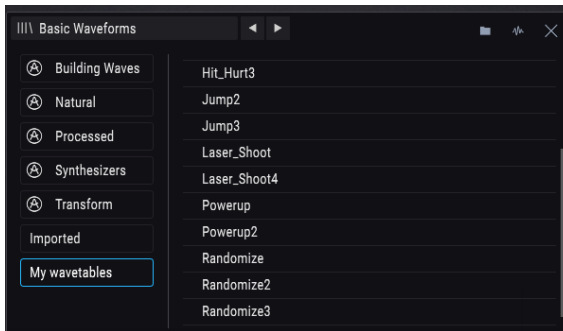 Basic Waveforms
Building Waves
Natural
Processed
Synthesizers
Transform
Imported
My wavetables
Hit_Hurt3
Jump2
Jump3
Laser_Shoot
Laser_Shoot4
Powerup
Powerup2
Randomize
Randomize2
Randomize3